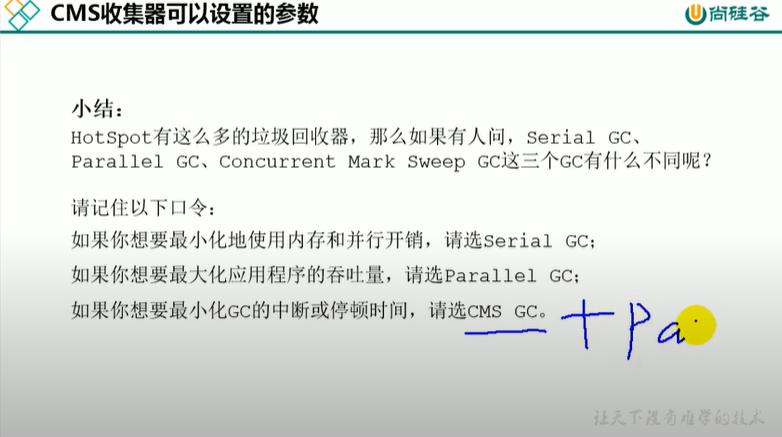 CMS收集器可以设置的参数
尚硅谷
小结：
HotSpot有这么多的垃圾回收器，那么如果有人问，Serial GC、
Parallel GC、Concurrent Mark Sweep GC这三个GC有什么不同呢？
请记住以下口令：
如果你想要最小化地使用内存和并行开销，请选Serial GC；
如果你想要最大化应用程序的吞吐量，请选Parallel GC；
如果你想要最小化GC的中断或停顿时间，请选CMS GC。
+ Pa
让天下没有难学的技术